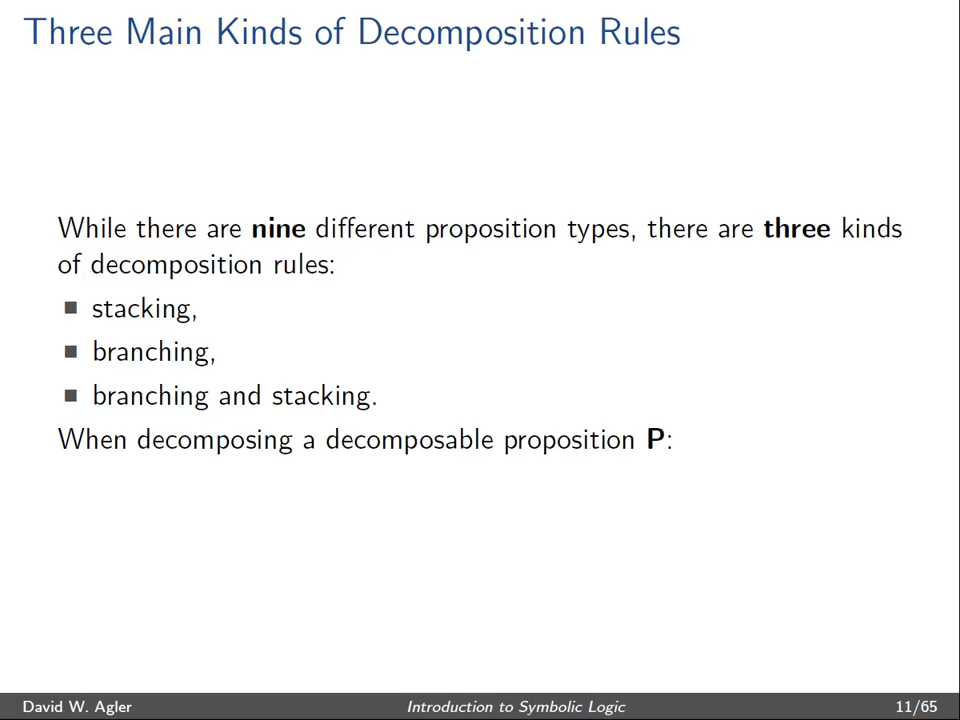 Three Main Kinds of Decomposition Rules
While there are nine different proposition types, there are three kinds
of decomposition rules:
■ stacking,
■ branching,
■ branching and stacking.
When decomposing a decomposable proposition P:
David W. Agler Introduction to Symbolic Logic 11/65